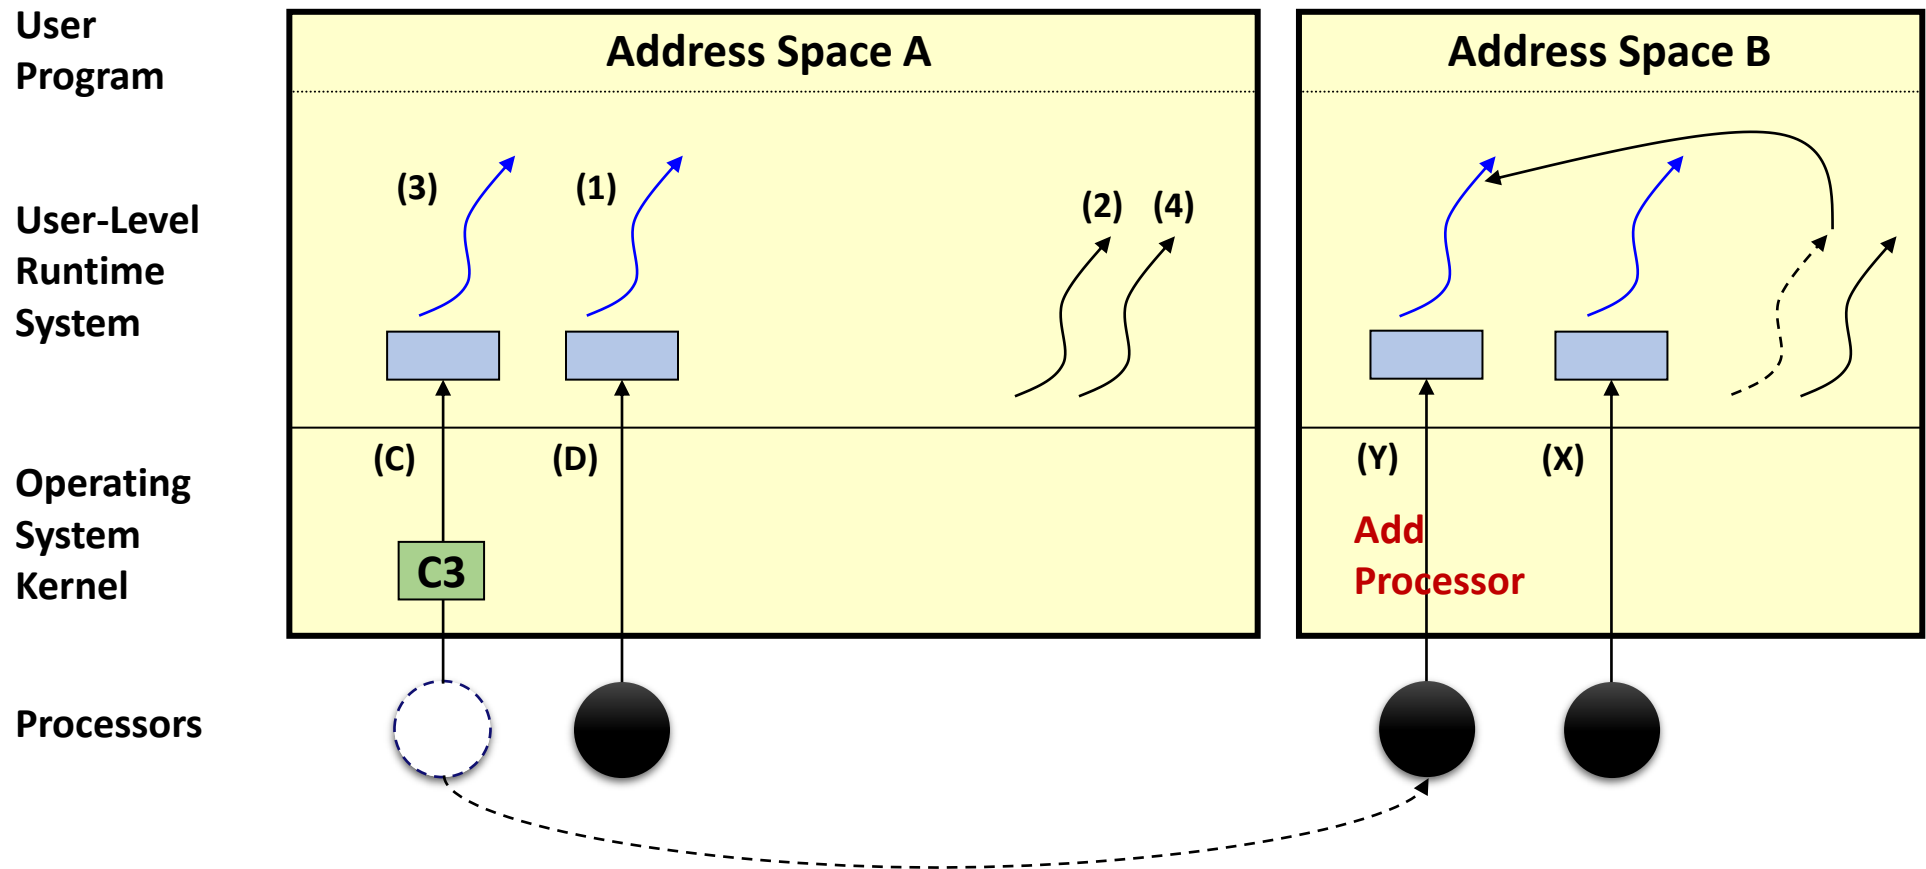 User
Program
Address Space A
Address Space B
(3)
(1)
(2)
(4)
User-Level
Runtime
System
(C)
(D)
(Y)
(X)
Operating
System
Kernel
C3
Add
Processor
Processors